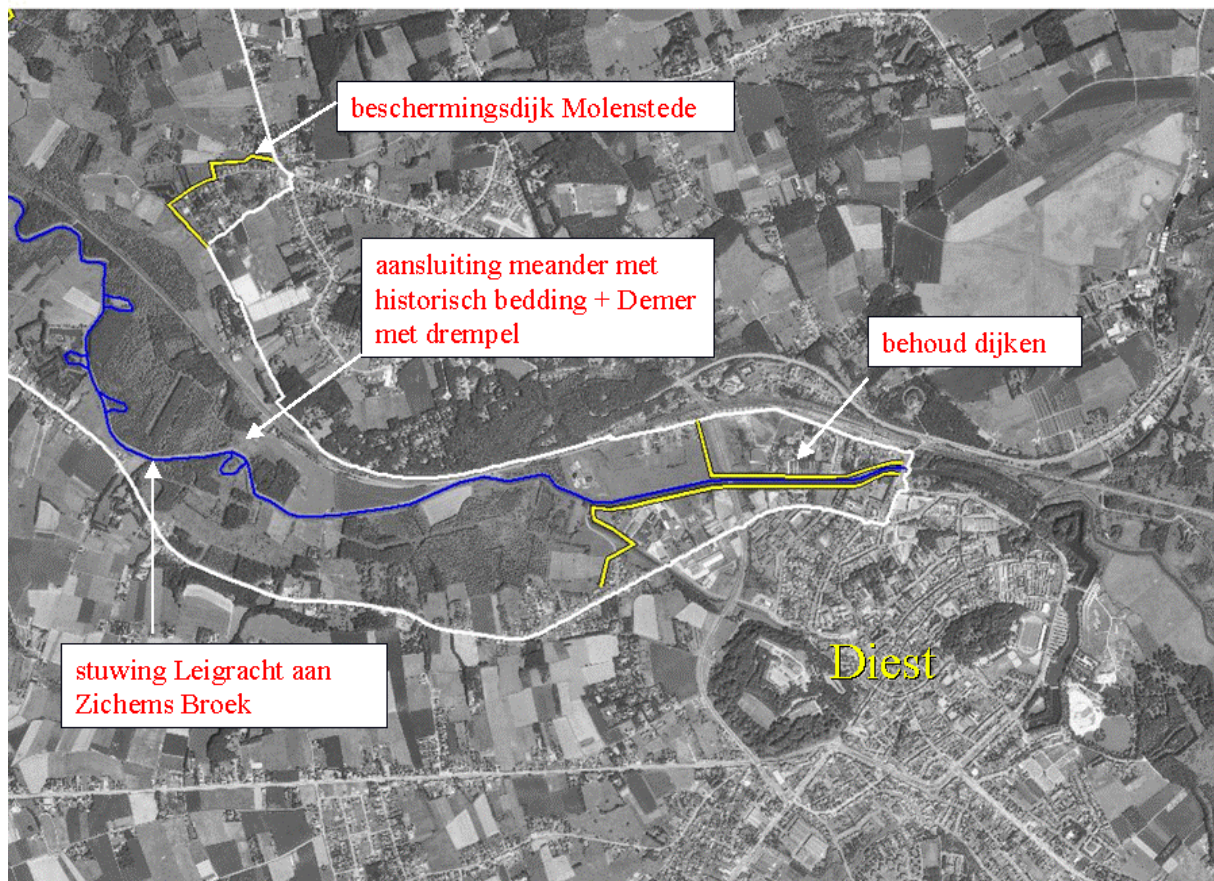 beschermingsdijk Molenstede
aansluiting meander met
historisch bedding + Demer
met drempel
behoud dijken
stuwing Leigracht aan
Zichems Broek
Diest